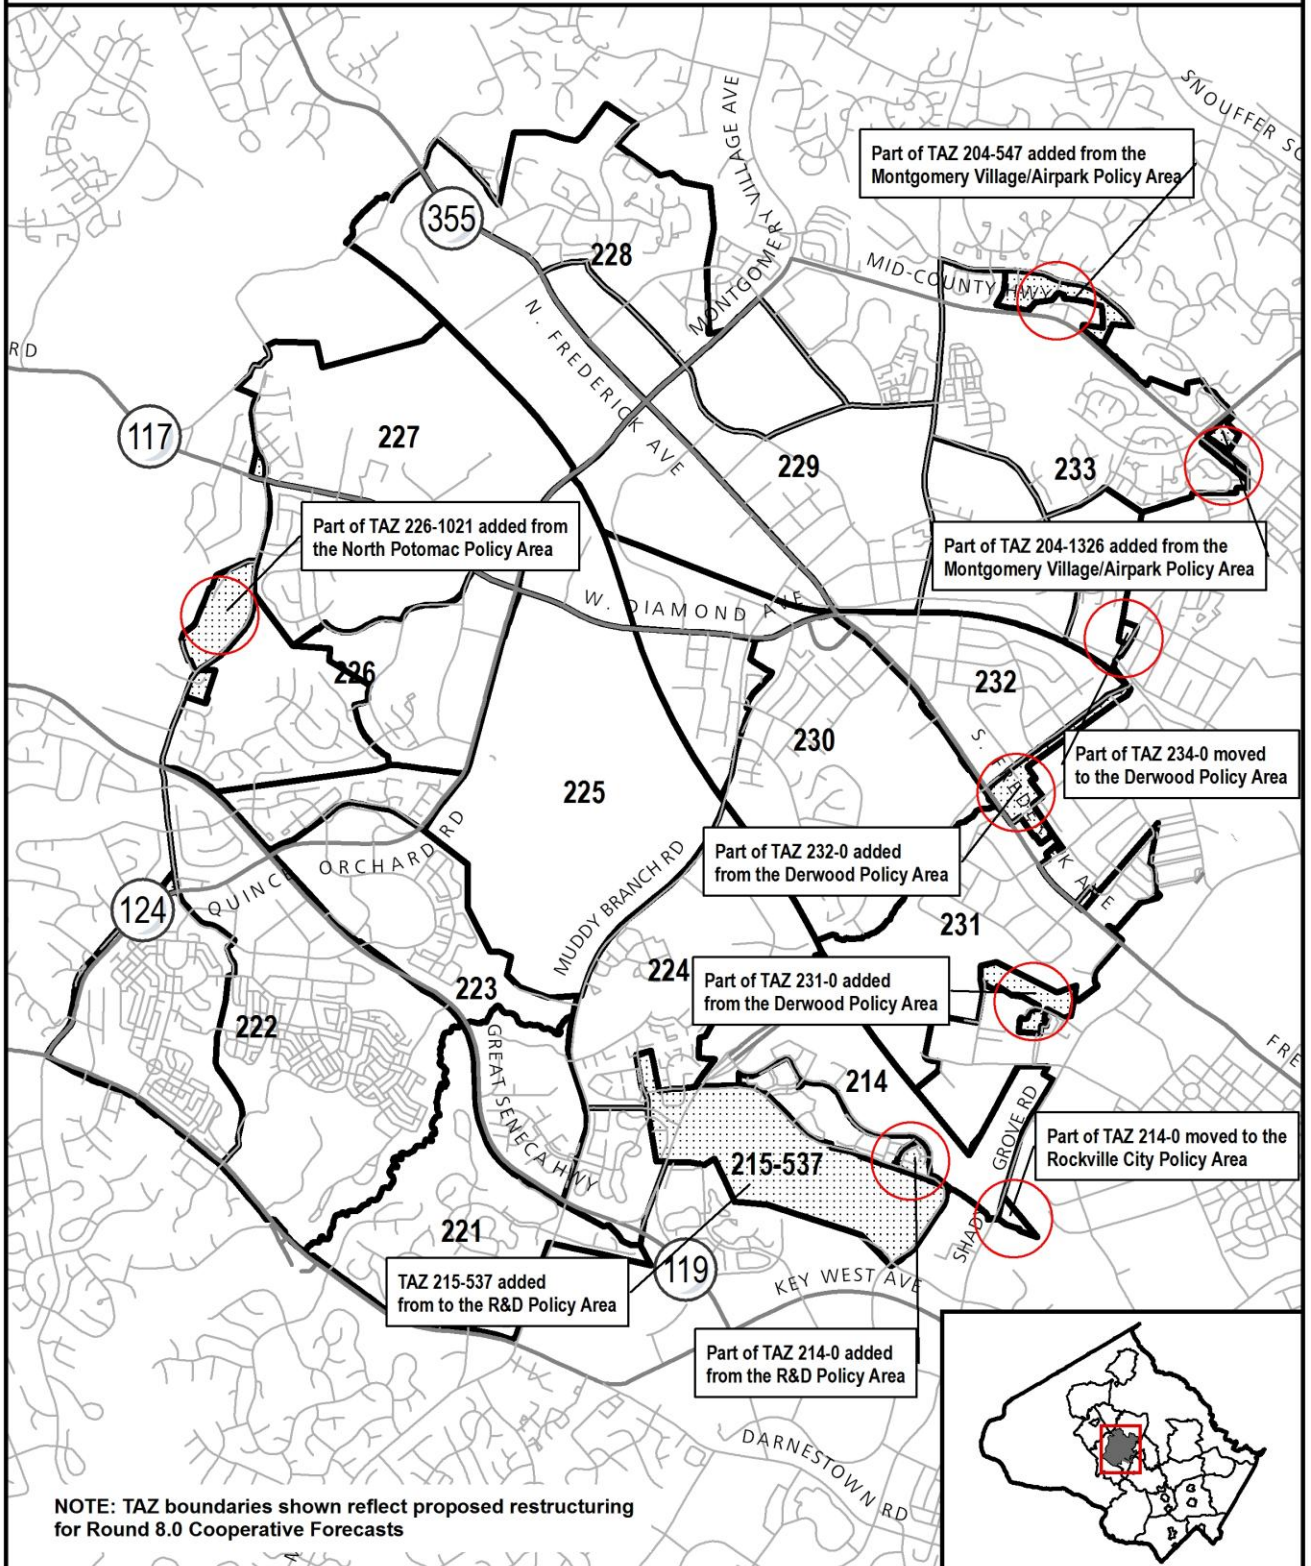 SNOUFFER SC
MONTGOMERY VILLAGE AVE
Part of TAZ 204-547 added from the
Montgomery Village/Airpark Policy Area
355
228
MID-COUNTY HWY
N. FREDERICK AVE
RD
117
227
229
233
Part of TAZ 226-1021 added from
the North Potomac Policy Area
Part of TAZ 204-1326 added from the
Montgomery Village/Airpark Policy Area
W. DIAMOND AVE
226
232
230
S. FREDERICK AVE
Part of TAZ 234-0 moved
to the Derwood Policy Area
225
QUINCE ORCHARD RD
MUDDY BRANCH RD
Part of TAZ 232-0 added
from the Derwood Policy Area
124
231
223
224
Part of TAZ 231-0 added
from the Derwood Policy Area
222
FRE
GREAT SENECA HWY
214
SHADY GROVE RD
Part of TAZ 214-0 moved to the
Rockville City Policy Area
215-537
221
TAZ 215-537 added
from to the R&D Policy Area
119
KEY WEST AVE
Part of TAZ 214-0 added
from the R&D Policy Area
DARNESTOWN RD
NOTE: TAZ boundaries shown reflect proposed restructuring
for Round 8.0 Cooperative Forecasts